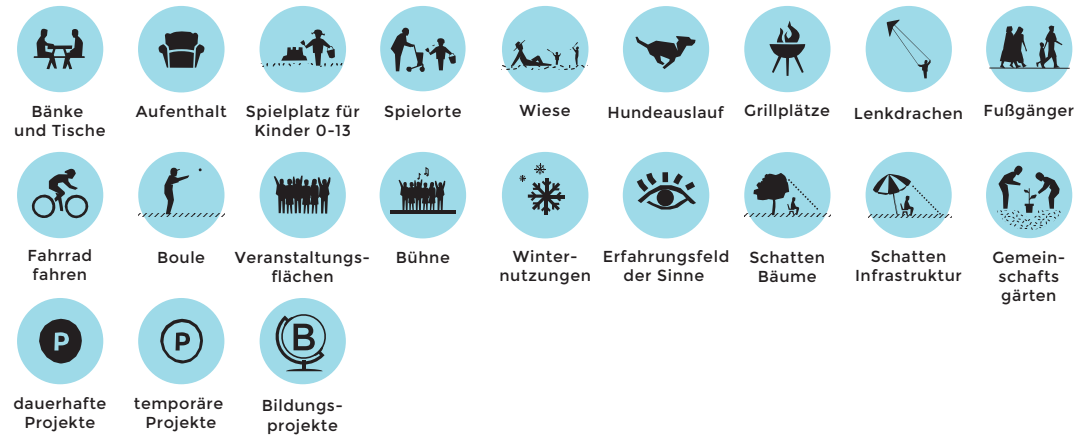 Bänke
und Tische
Aufenthalt
Spielplatz für
Kinder 0-13
Spielorte
Wiese
Hundeauslauf
Grillplätze
Lenkdrachen
Fußgänger
Fahrrad
fahren
Boule
Veranstaltungs-
flächen
Bühne
Winter-
nutzungen
Erfahrungsfeld
der Sinne
Schatten
Bäume
Schatten
Infrastruktur
Gemein-
schafts
gärten
P
dauerhafte
Projekte
P
temporäre
Projekte
B
Bildungs-
projekte